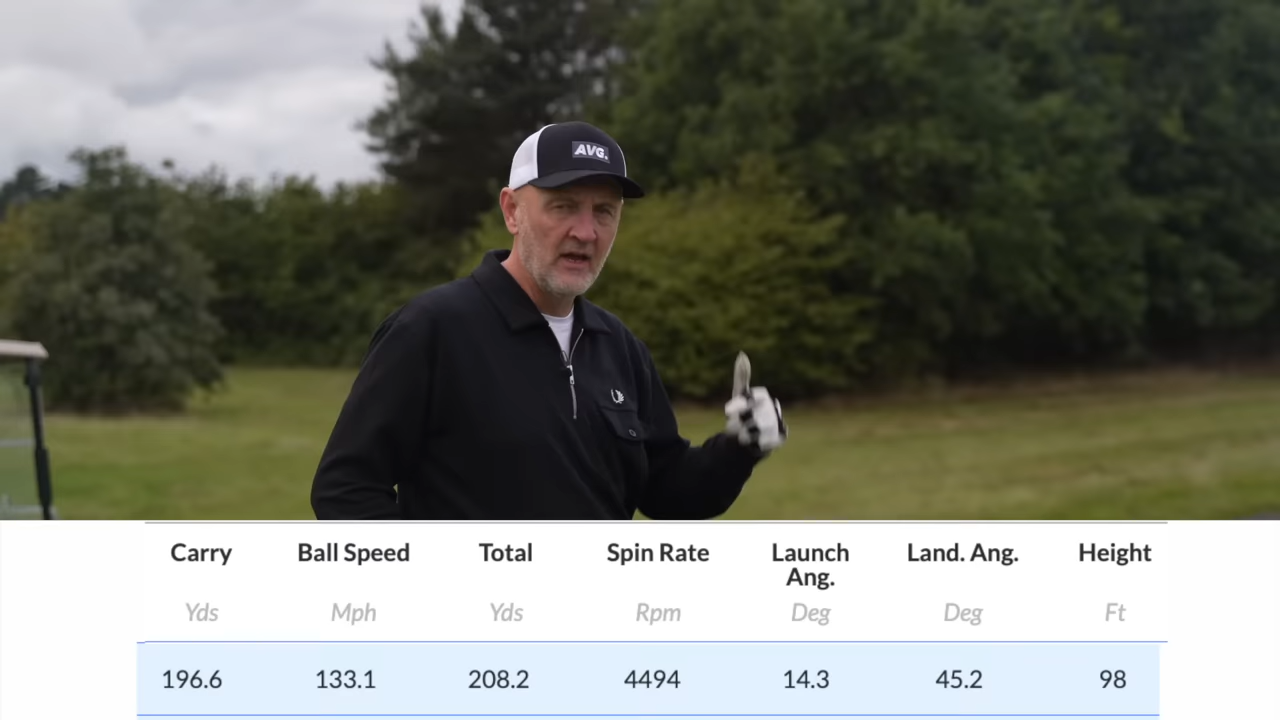 AVG.
Carry Ball Speed Total Spin Rate Launch Ang. Land. Ang. Height
Yds Mph Yds Rpm Deg Deg Ft
196.6 133.1 208.2 4494 14.3 45.2 98